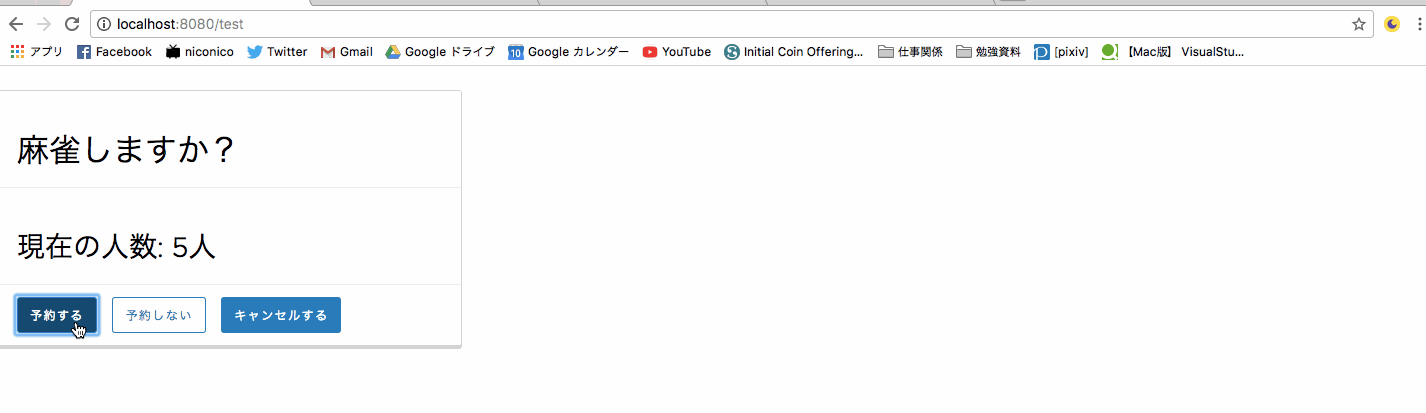 localhost:8080/test
アプリ Facebook niconico Twitter Gmail Google ドライブ 10 Google カレンダー YouTube Initial Coin Offering... 仕事関係 勉強資料 [pixiv] 【Mac版】 VisualStu...
麻雀しますか？
現在の人数: 5人
予約する 予約しない キャンセルする